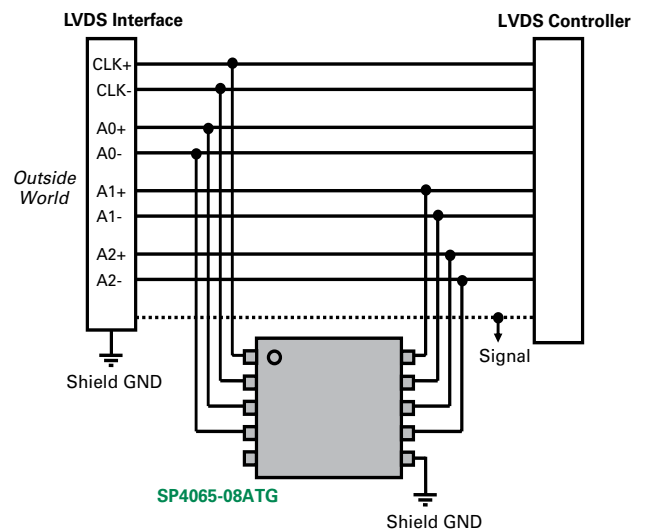 LVDS Interface
LVDS Controller
CLK+
CLK-
A0+
A0-
Outside
World
A1+
A1-
A2+
A2-
Signal
Shield GND
SP4065-08ATG
Shield GND